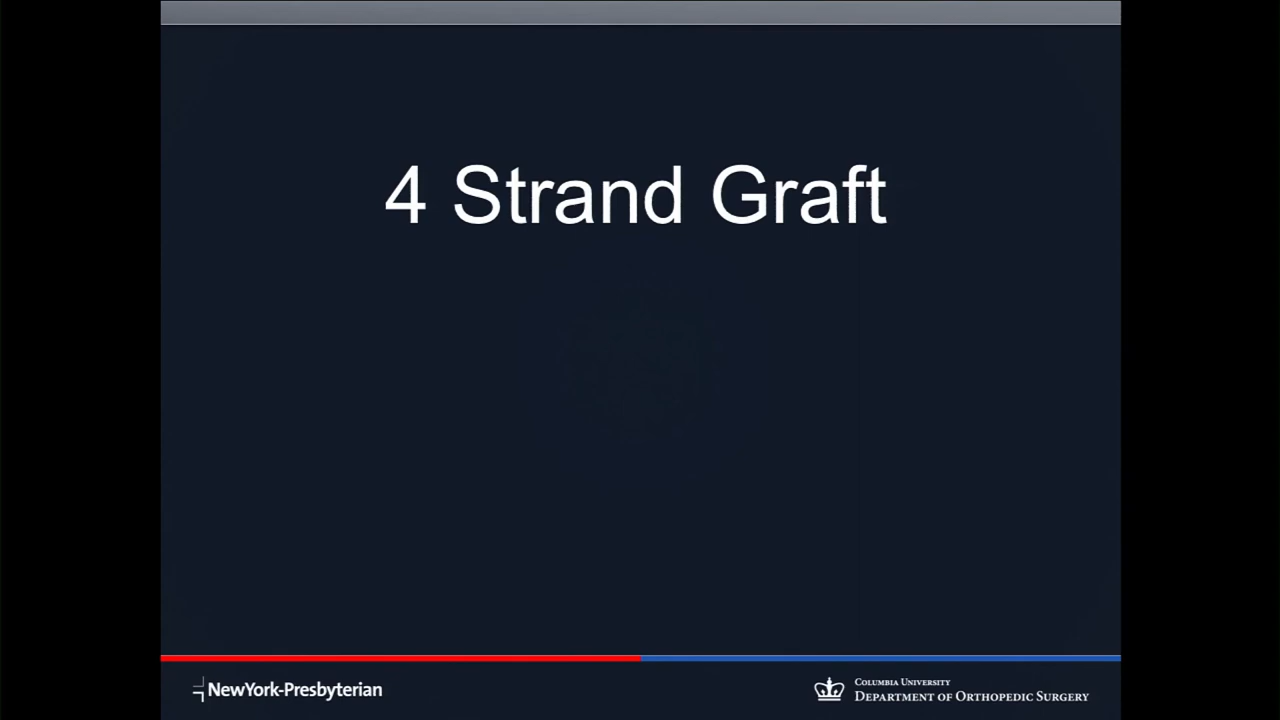 4 Strand Graft
NewYork-Presbyterian
COLUMBIA UNIVERSITY
DEPARTMENT OF ORTHOPEDIC SURGERY